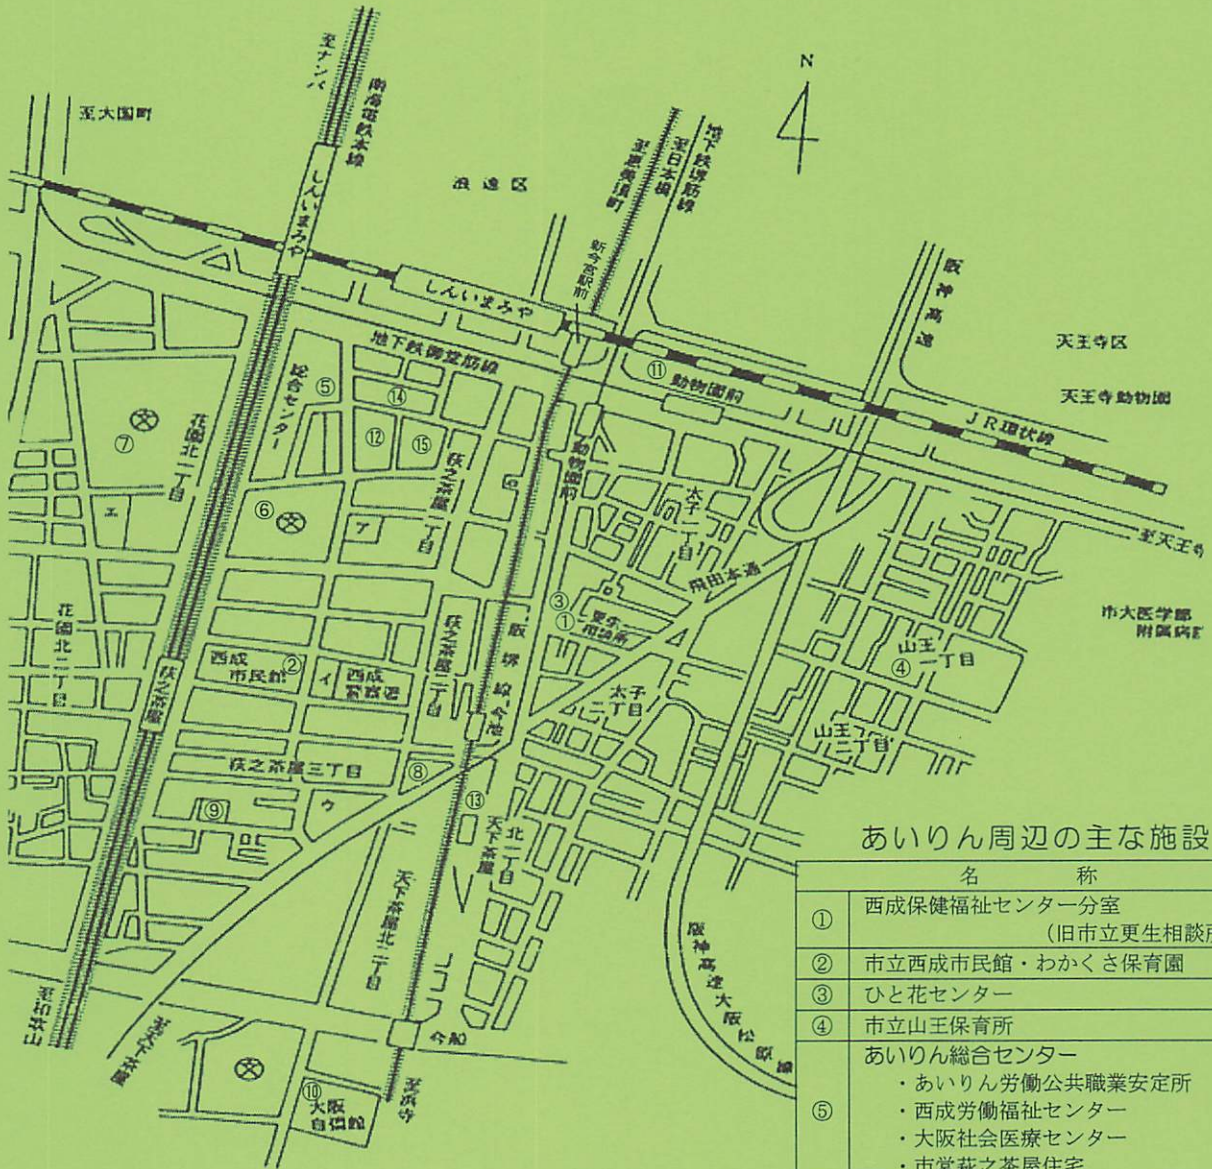 至ナンバ
南海電鉄本線
至大国町
しんいまみや
浪速区
至恵美須町
至日本橋
地下鉄堺筋線
N
新今宮駅前
しんいまみや
阪堺高速
天王寺区
天王寺動物園
地下鉄御堂筋線
⑪
動物園前
JR環状線
総合センター
⑤
⑭
⑫
⑮
⑦
花園北一丁目
萩之茶屋一丁目
動物園前
太子一丁目
エ
⑥
ア
至天王寺
飛田本通
市大医学部
附属病
花園北二丁目
③
①
更生
相談所
阪堺線
今池
萩之茶屋二丁目
西成
市民館
②
イ
西成
警察署
山王
一丁目
④
太子
二丁目
山王
二丁目
萩之茶屋
萩之茶屋三丁目
⑧
⑨
ウ
⑬
天下茶屋
北一丁目
天下茶屋北二丁目
至天下茶屋
今船
至浜寺
⑩
大阪
自彊館
あいりん周辺の主な施設
名称
① 西成保健福祉センター分室
(旧市立更生相談所
② 市立西成市民館・わかくさ保育園
③ ひと花センター
④ 市立山王保育所
⑤ あいりん総合センター
・あいりん労働公共職業安定所
・西成労働福祉センター
・大阪社会医療センター
・市営萩之茶屋住宅